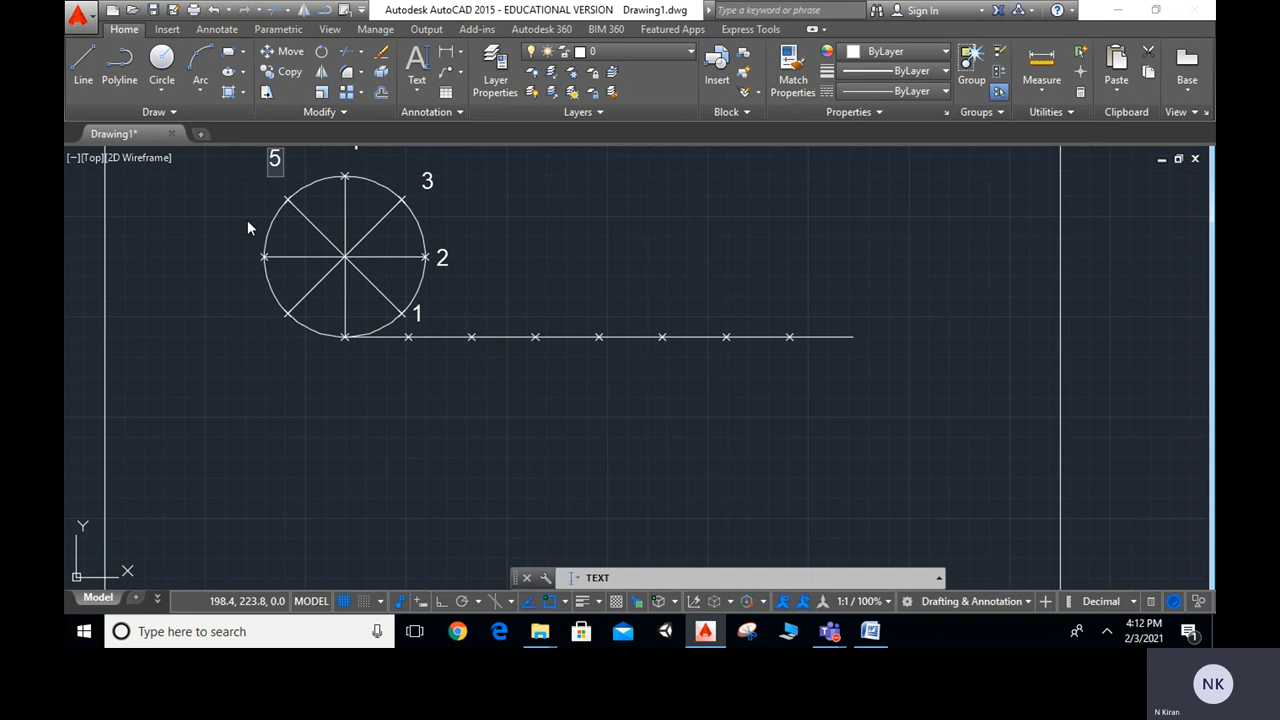 Autodesk AutoCAD 2015 - EDUCATIONAL VERSION Drawing1.dwg
Type a keyword or phrase
Sign In
Home Insert Annotate Parametric View Manage Output Add-ins Autodesk 360 BIM 360 Featured Apps Express Tools
Line Polyline Circle Arc
Move
Copy
Text
Layer Properties
0
Insert
Match Properties
ByLayer
ByLayer
ByLayer
Group
Measure
Paste
Base
Draw Modify Annotation Layers Block Properties Groups Utilities Clipboard View
Drawing1*
[−][Top][2D Wireframe]
5
3
2
1
Y
X
TEXT
Model
198.4, 223.8, 0.0 MODEL
1:1 / 100%
Drafting & Annotation
Decimal
Type here to search
4:12 PM
2/3/2021
1
NK
N Kiran